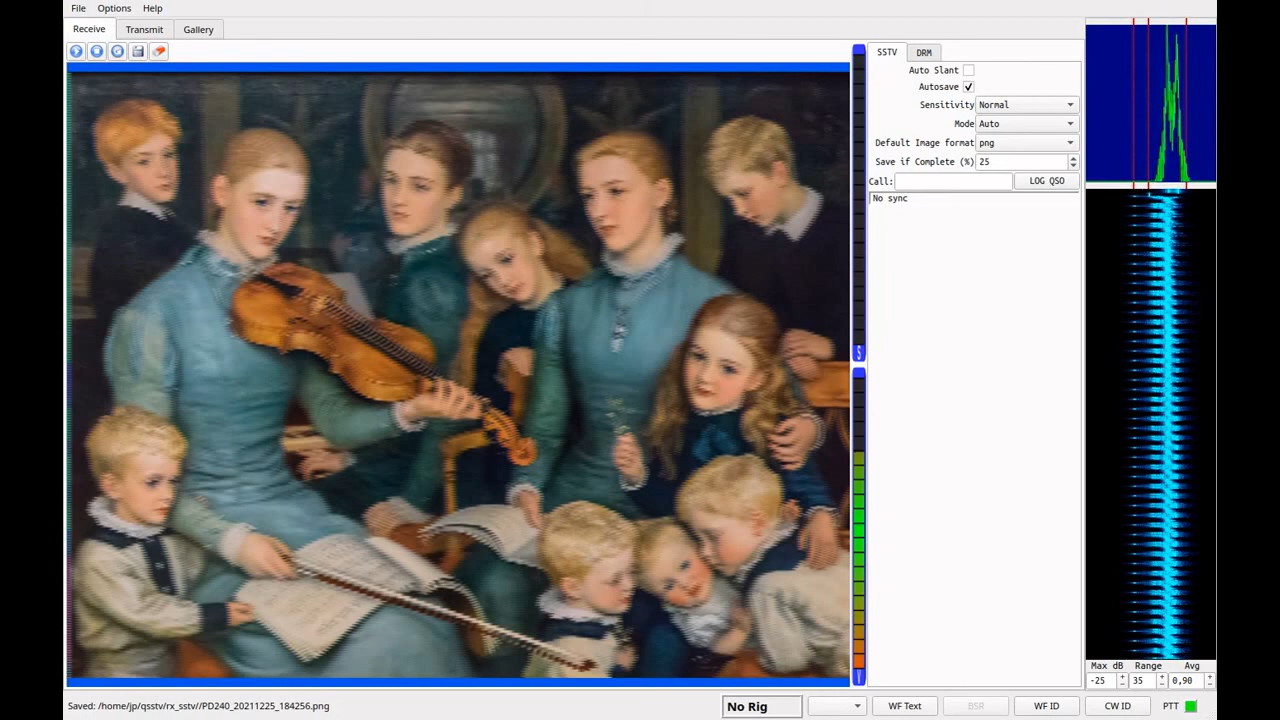 File Options Help
Receive Transmit Gallery
SSTV DRM
Auto Slant
Autosave
Sensitivity Normal
Mode Auto
Default Image format png
Save if Complete (%) 25
Call: LOG QSO
No sync
S
V
Max dB Range Avg
-25 35 0,90
Saved: /home/jp/qsstv/rx_sstv//PD240_20211225_184256.png
No Rig
WF Text BSR WF ID CW ID PTT